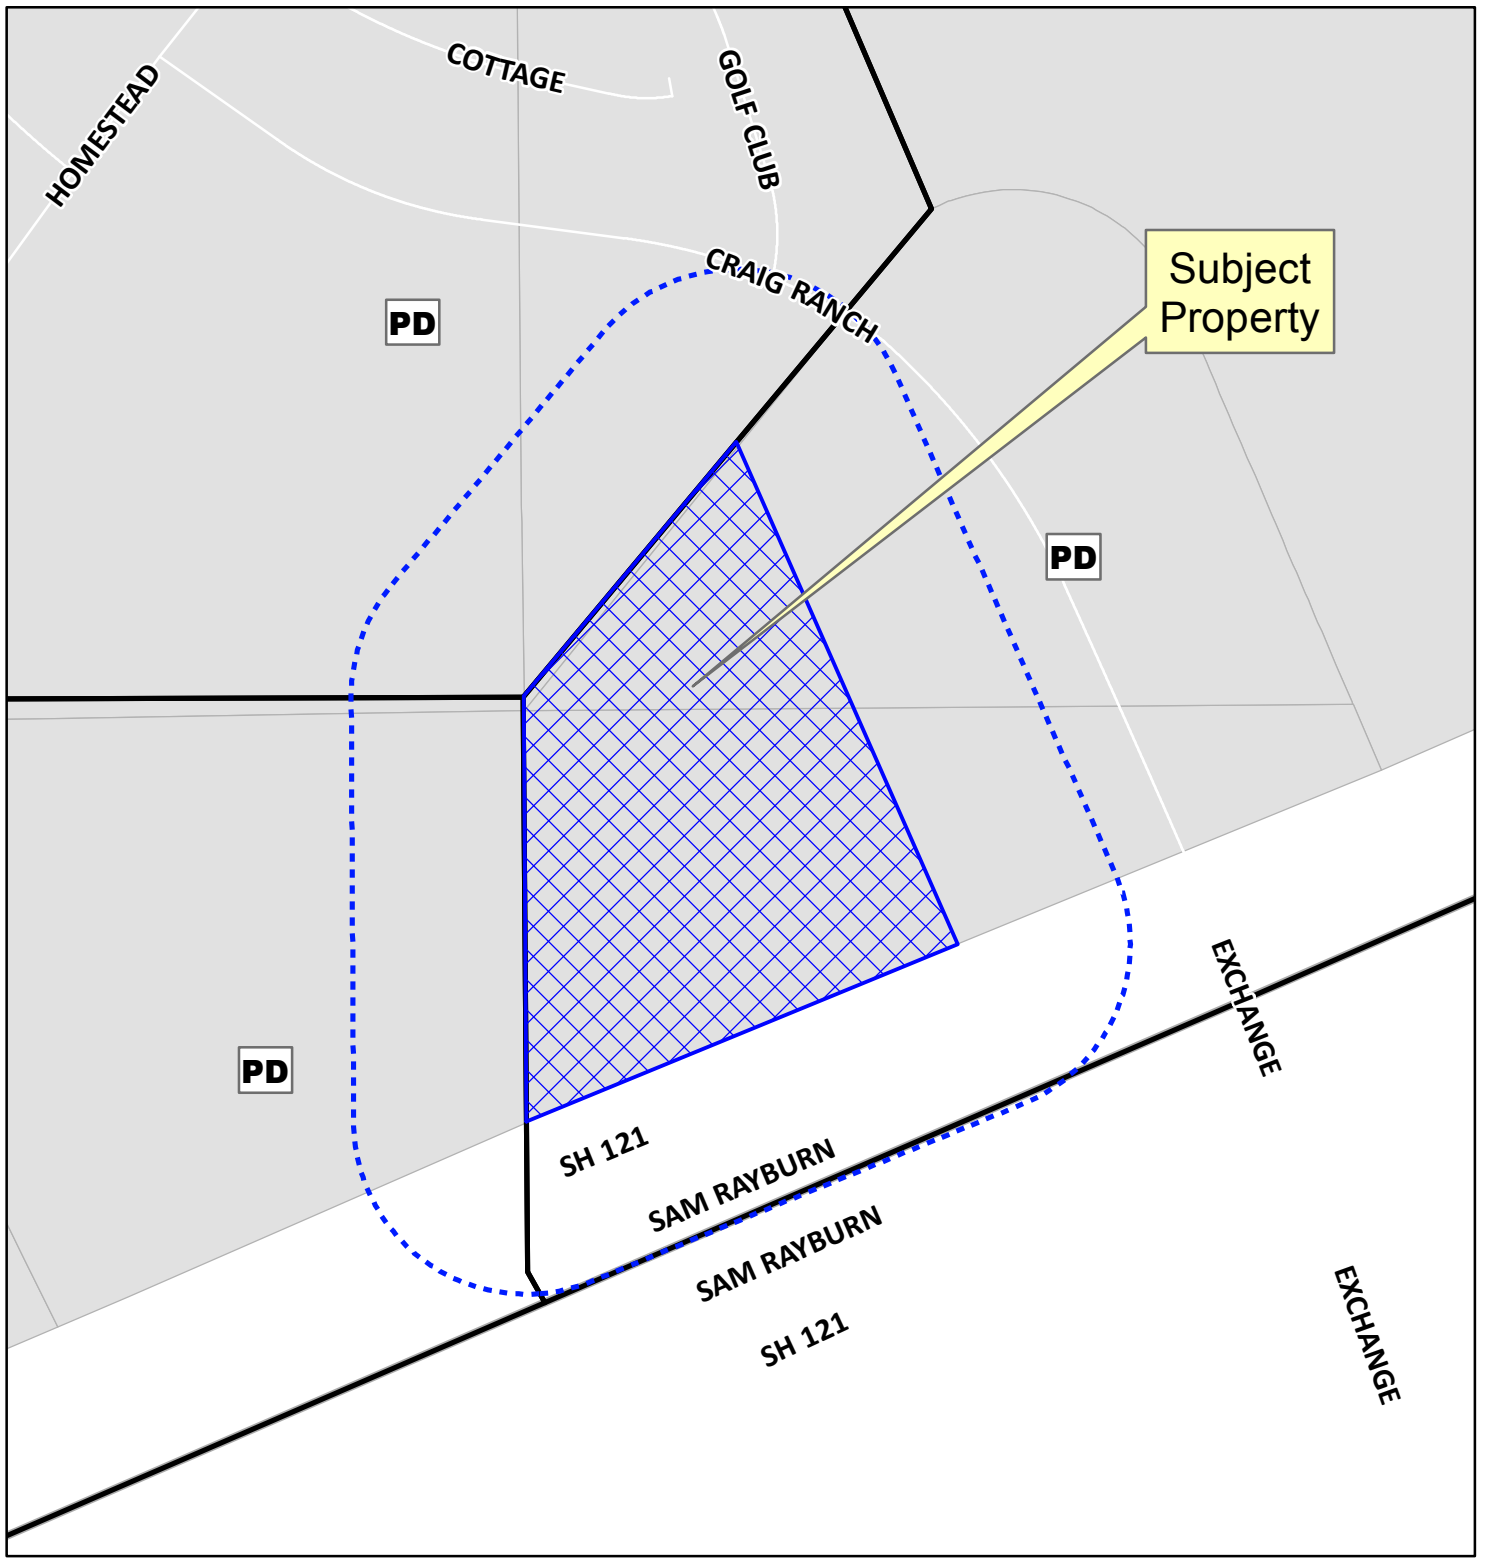 COTTAGE
GOLF CLUB
HOMESTEAD
CRAIG RANCH
Subject
Property
PD
PD
PD
EXCHANGE
SH 121
SAM RAYBURN
SAM RAYBURN
SH 121
EXCHANGE